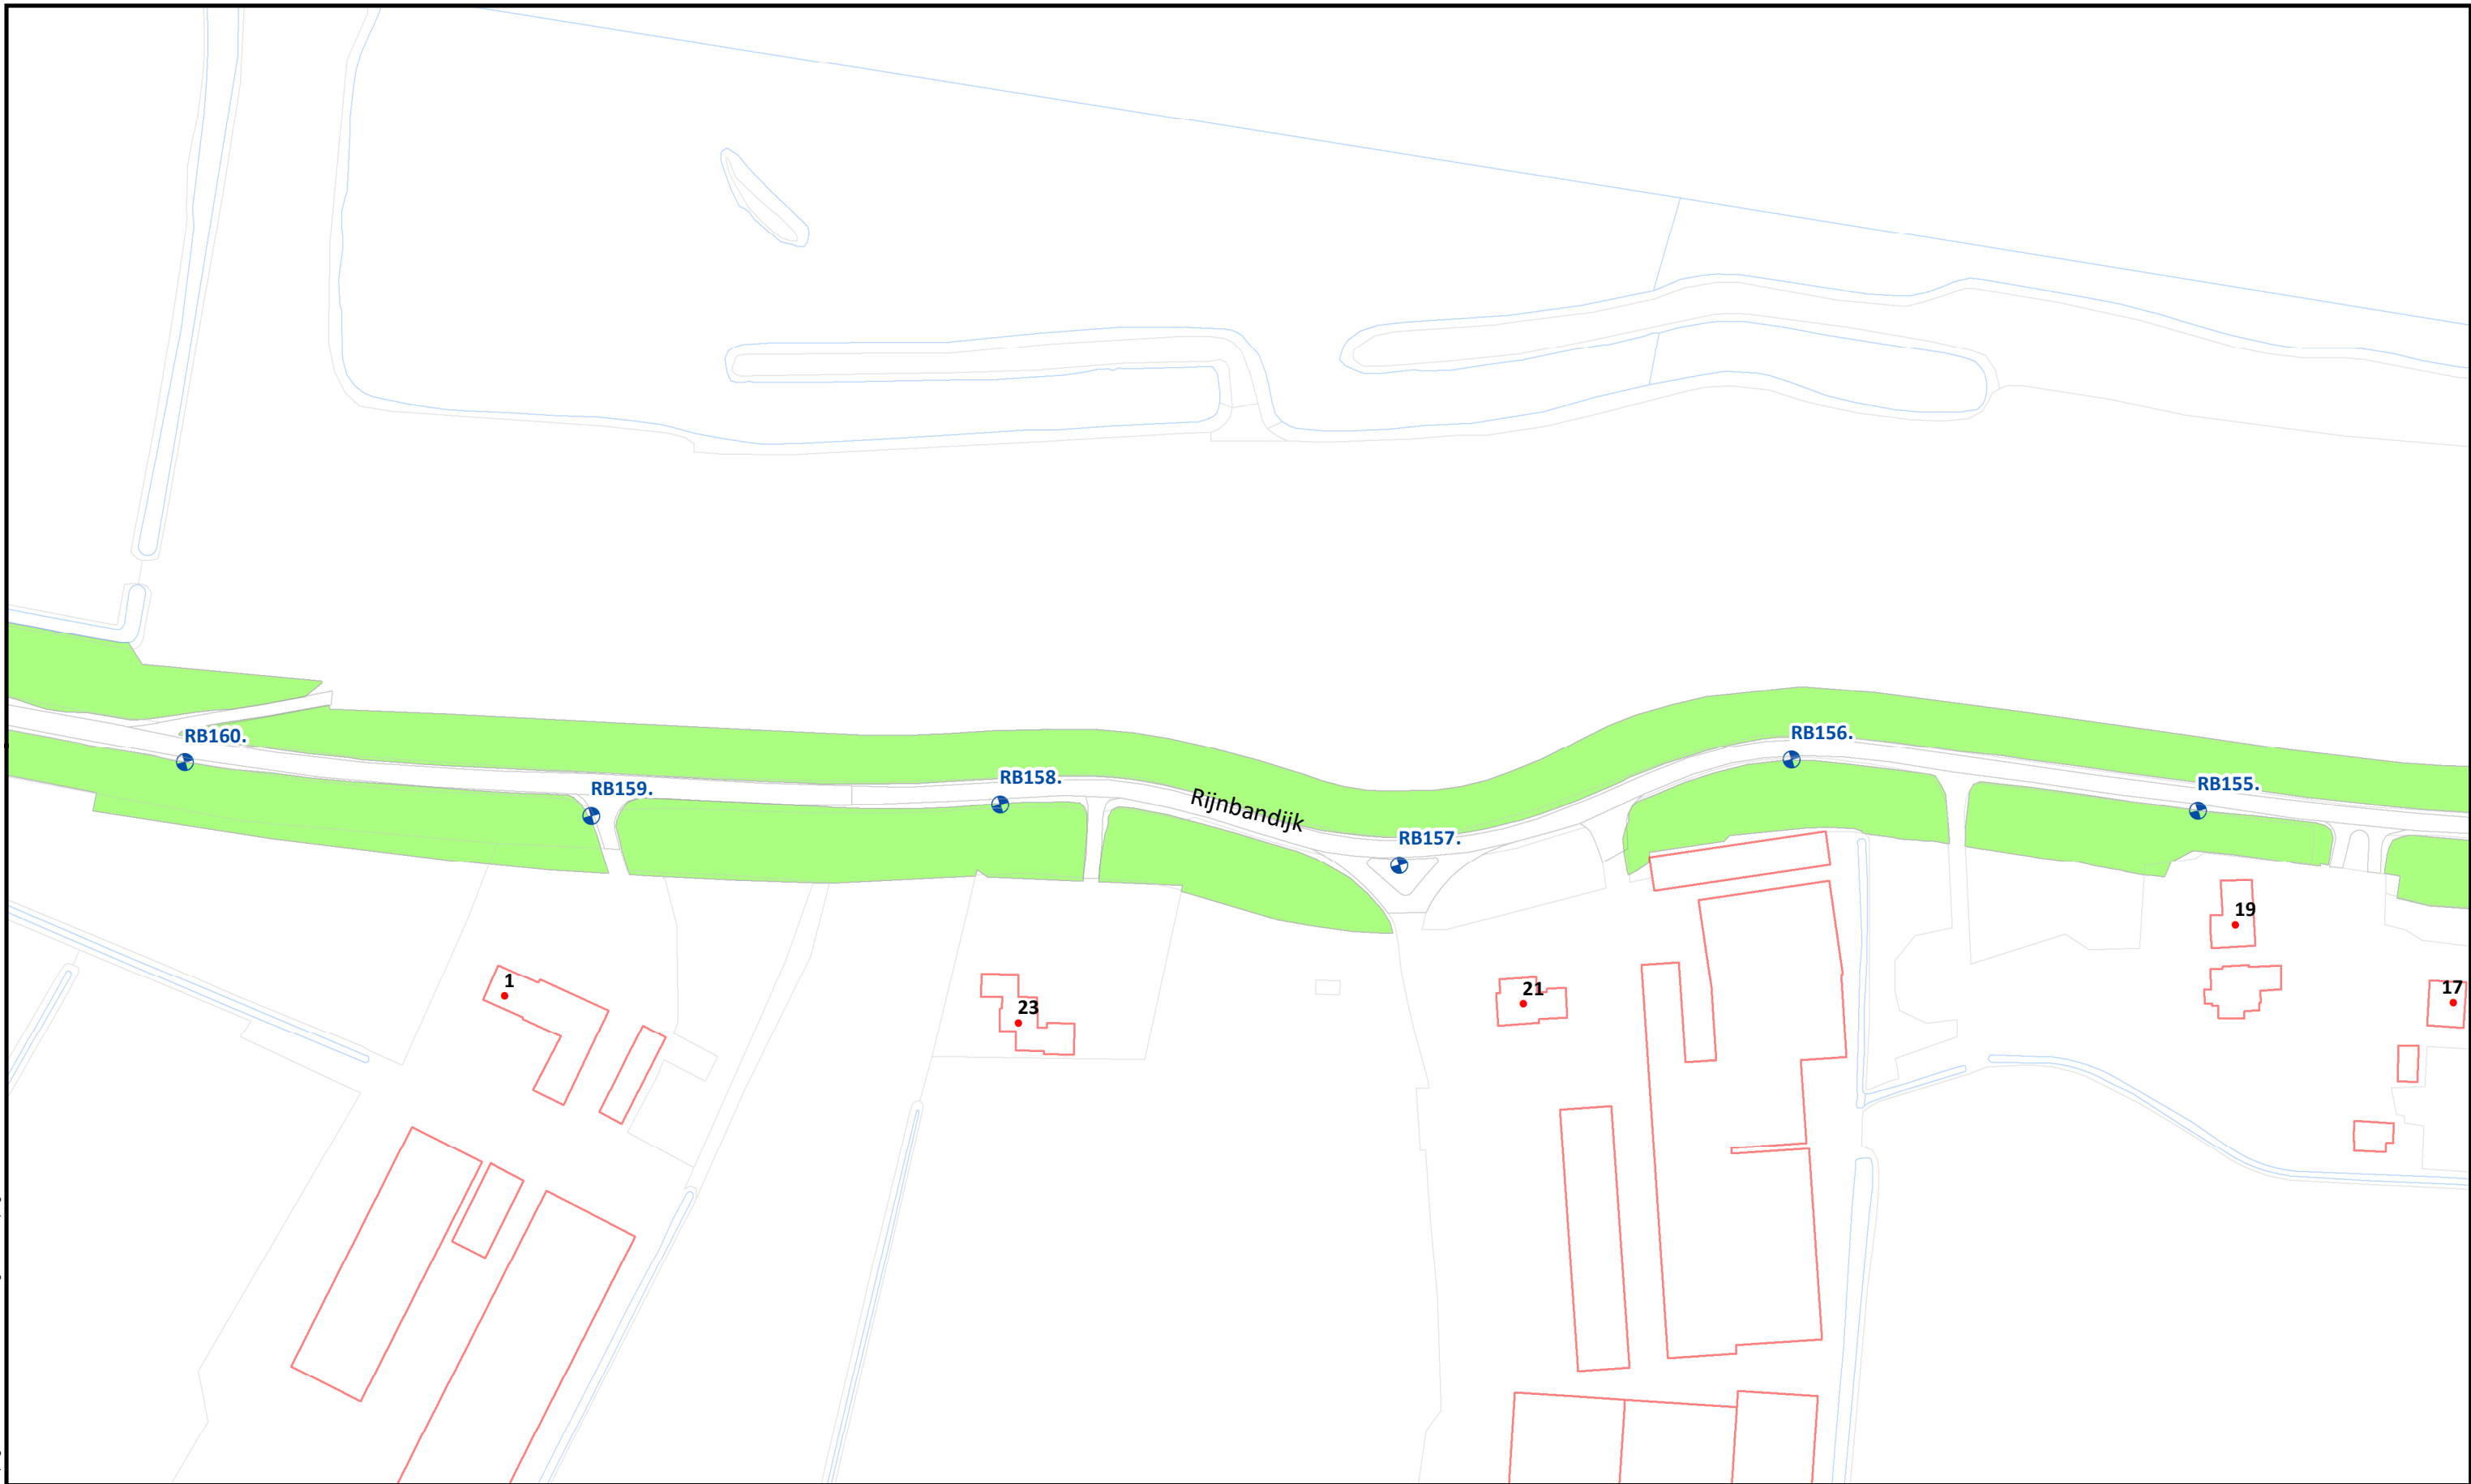 RB160.
RB156.
RB158.
RB155.
RB159.
Rijnbandijk
RB157.
19
1
21
17
23